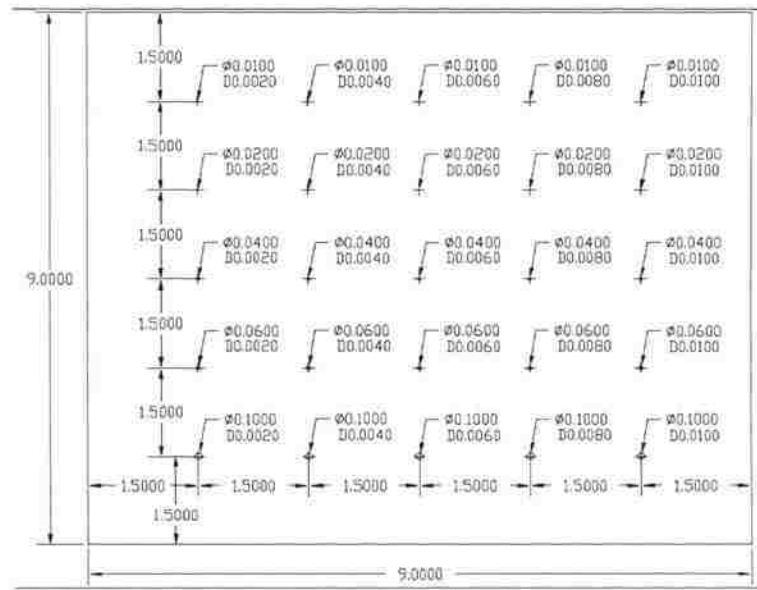 1.5000
Ø0.0100 Ø0.0100 Ø0.0100 Ø0.0100 Ø0.0100
D0.0020 D0.0040 D0.0060 D0.0080 D0.0100
1.5000
Ø0.0200 Ø0.0200 Ø0.0200 Ø0.0200 Ø0.0200
D0.0020 D0.0040 D0.0060 D0.0080 D0.0100
1.5000
Ø0.0400 Ø0.0400 Ø0.0400 Ø0.0400 Ø0.0400
D0.0020 D0.0040 D0.0060 D0.0080 D0.0100
9.0000
1.5000
Ø0.0600 Ø0.0600 Ø0.0600 Ø0.0600 Ø0.0600
D0.0020 D0.0040 D0.0060 D0.0080 D0.0100
1.5000
Ø0.1000 Ø0.1000 Ø0.1000 Ø0.1000 Ø0.1000
D0.0020 D0.0040 D0.0060 D0.0080 D0.0100
1.5000 1.5000 1.5000 1.5000 1.5000 1.5000
1.5000
9.0000